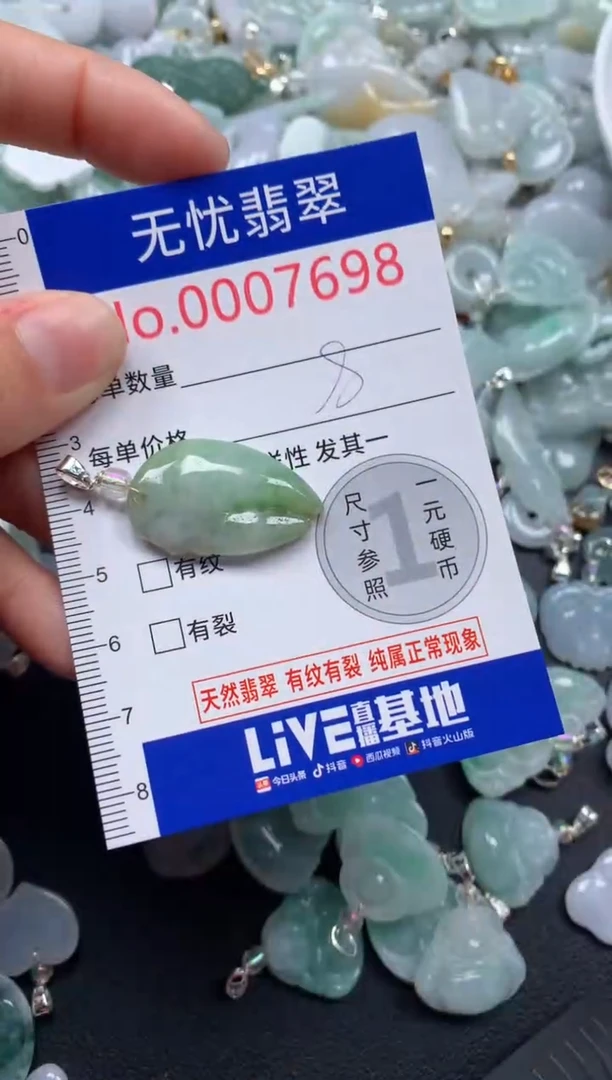 无忧翡翠
No.0007698
单数量 8
每单价格
性 发其一
有纹
有裂
尺寸参照
1
一元硬币
天然翡翠 有纹有裂 纯属正常现象
LiVE直播基地
今日头条 抖音 西瓜视频 抖音火山版
0
3
4
5
6
7
8